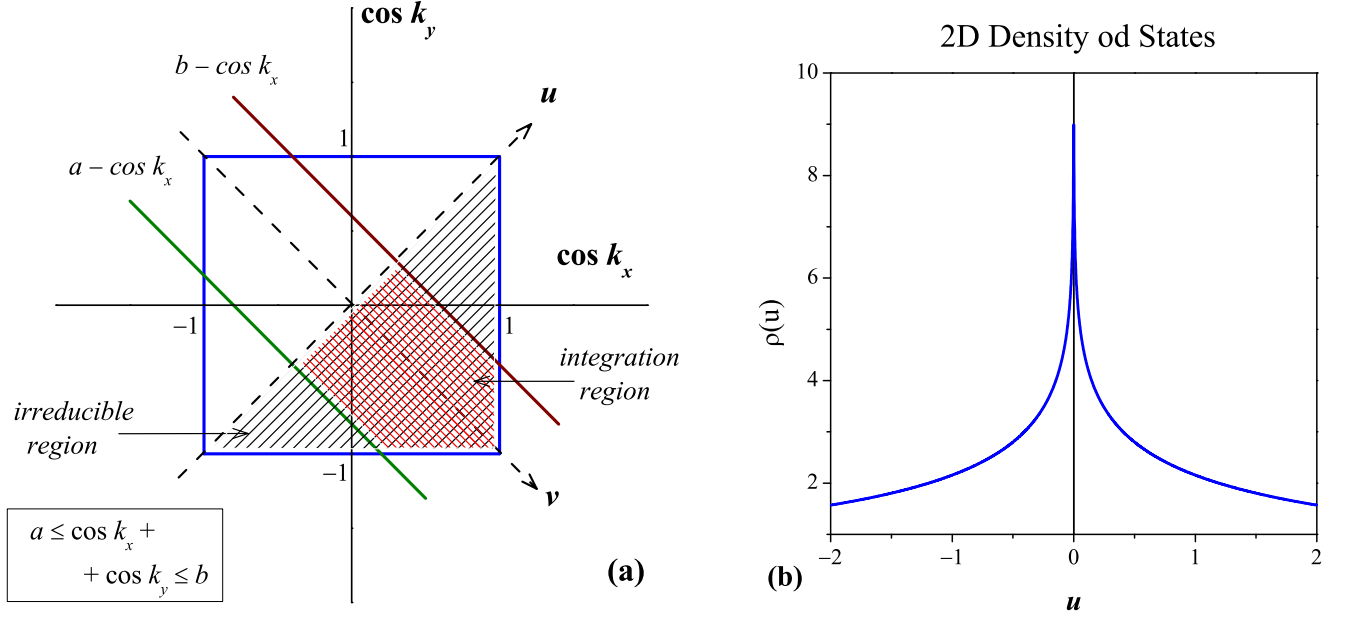 cos k_y
b – cos k_x
u
1
a – cos k_x
cos k_x
−1
1
integration
region
irreducible
region
−1
v
a ≤ cos k_x +
+ cos k_y ≤ b
(a)
2D Density od States
10
8
6
4
2
ρ(u)
−2
−1
0
1
2
u
(b)